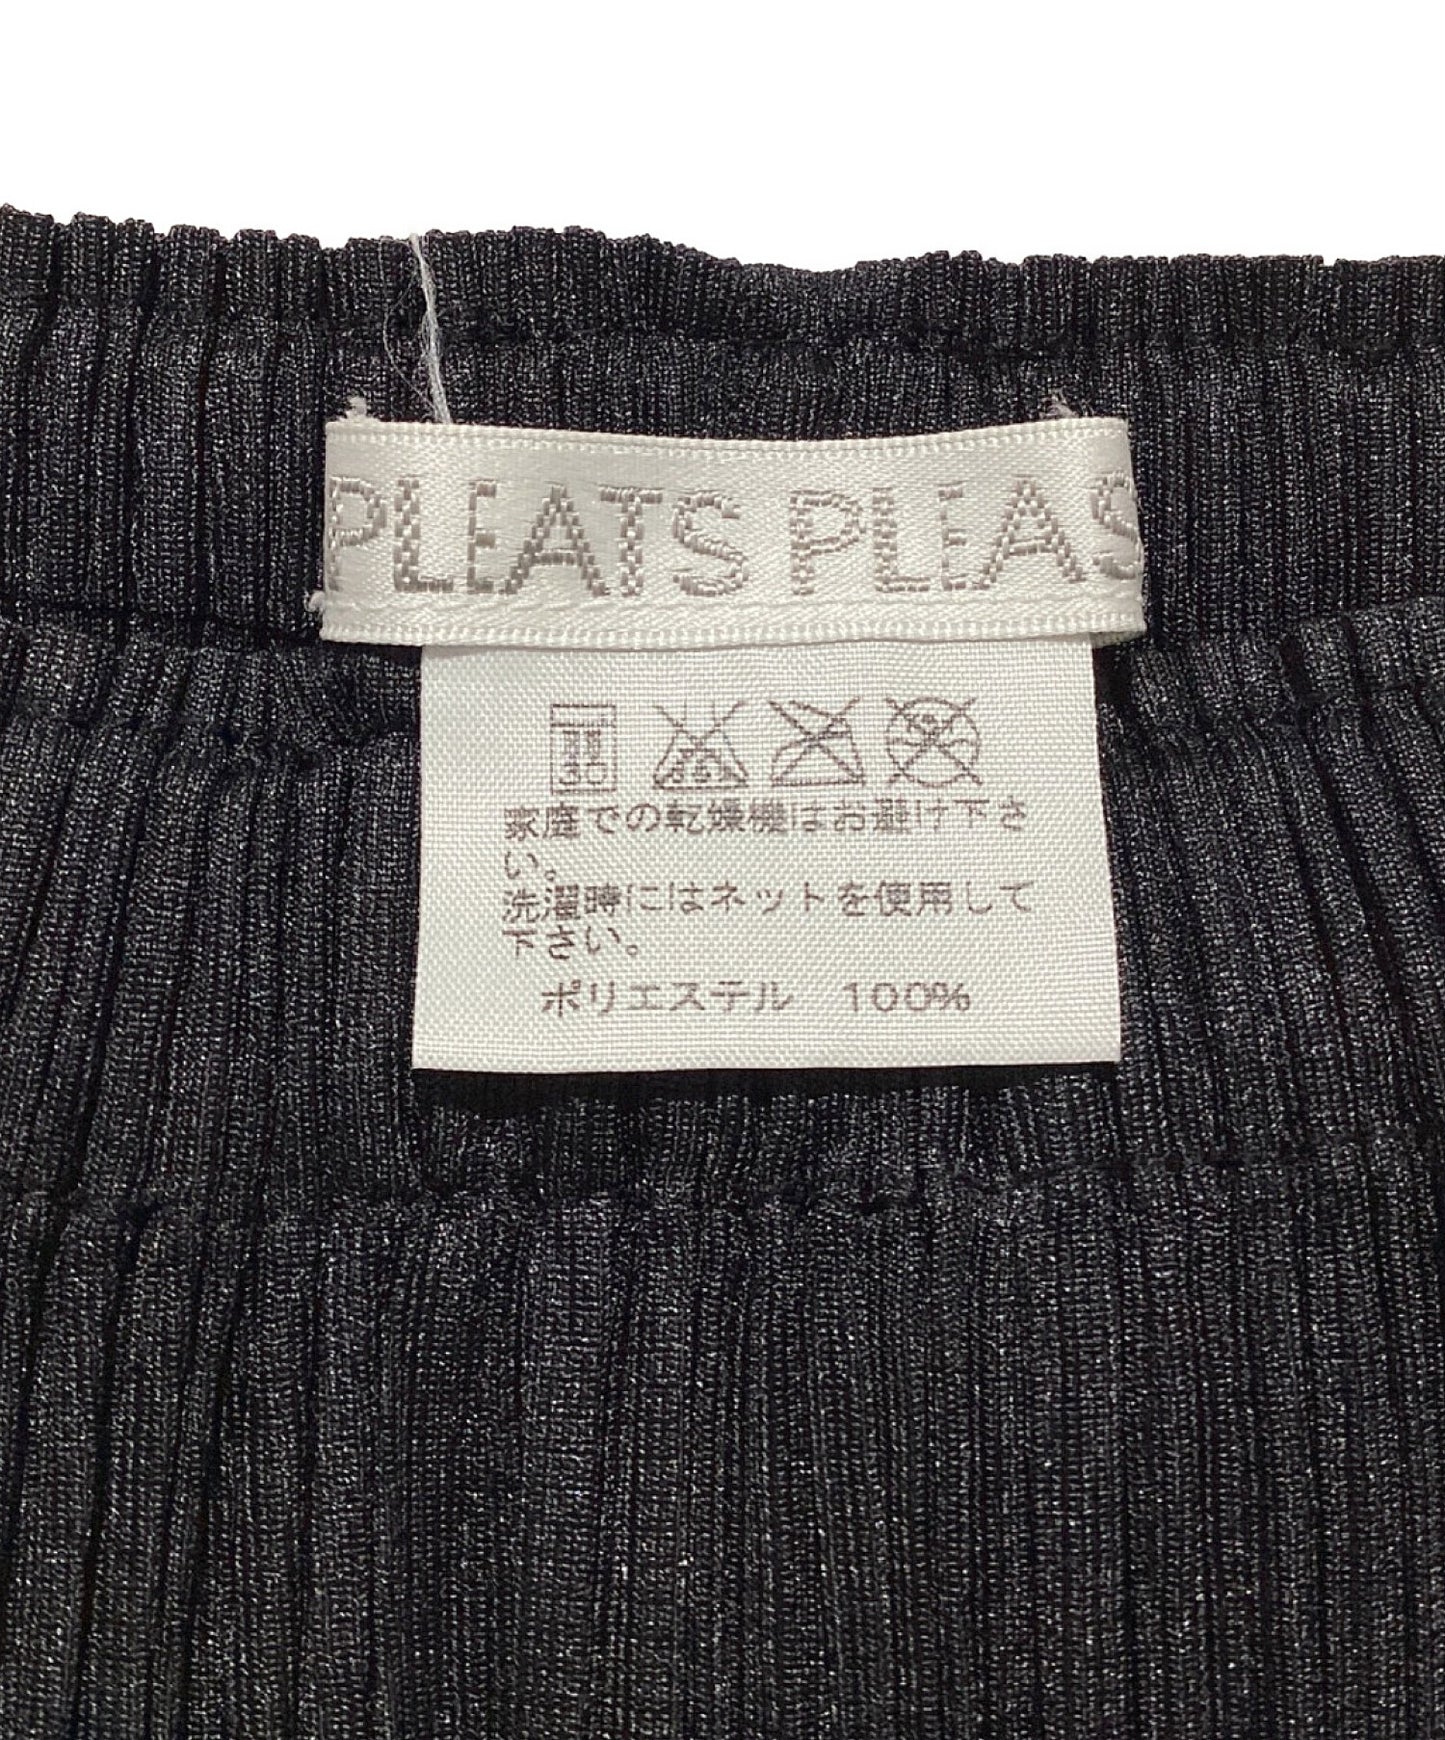 PLEATS PLEAS
30
家庭での乾燥機はお避け下さ
い。
洗濯時にはネットを使用して
下さい。
ポリエステル 100%